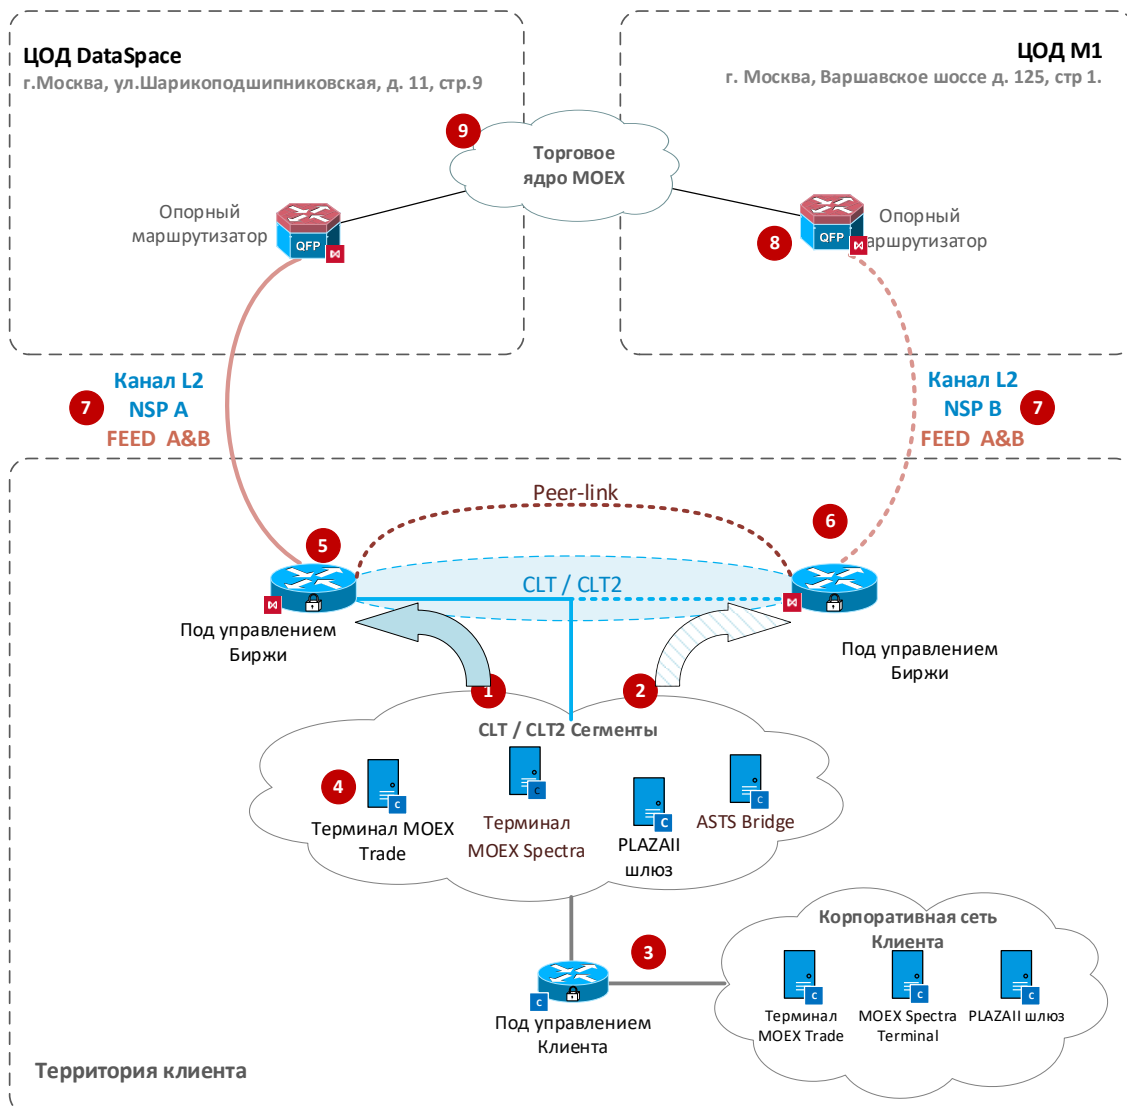 ЦОД DataSpace
г.Москва, ул.Шарикоподшипниковская, д. 11, стр.9
ЦОД M1
г. Москва, Варшавское шоссе д. 125, стр 1.
9
Торговое
ядро MOEX
Опорный
маршрутизатор
QFP
8
QFP
Опорный
маршрутизатор
Канал L2
7
NSP A
FEED A&B
Канал L2
NSP B
7
FEED A&B
Peer-link
5
6
CLT / CLT2
Под управлением
Биржи
Под управлением
Биржи
1
2
CLT / CLT2 Сегменты
4
C
Терминал MOEX
Trade
C
Терминал
MOEX Spectra
C
PLAZAII
шлюз
C
ASTS Bridge
3
C
Под управлением
Клиента
Корпоративная сеть
Клиента
C
C
C
Терминал
MOEX Trade
MOEX Spectra
Terminal
PLAZAII шлюз
Территория клиента